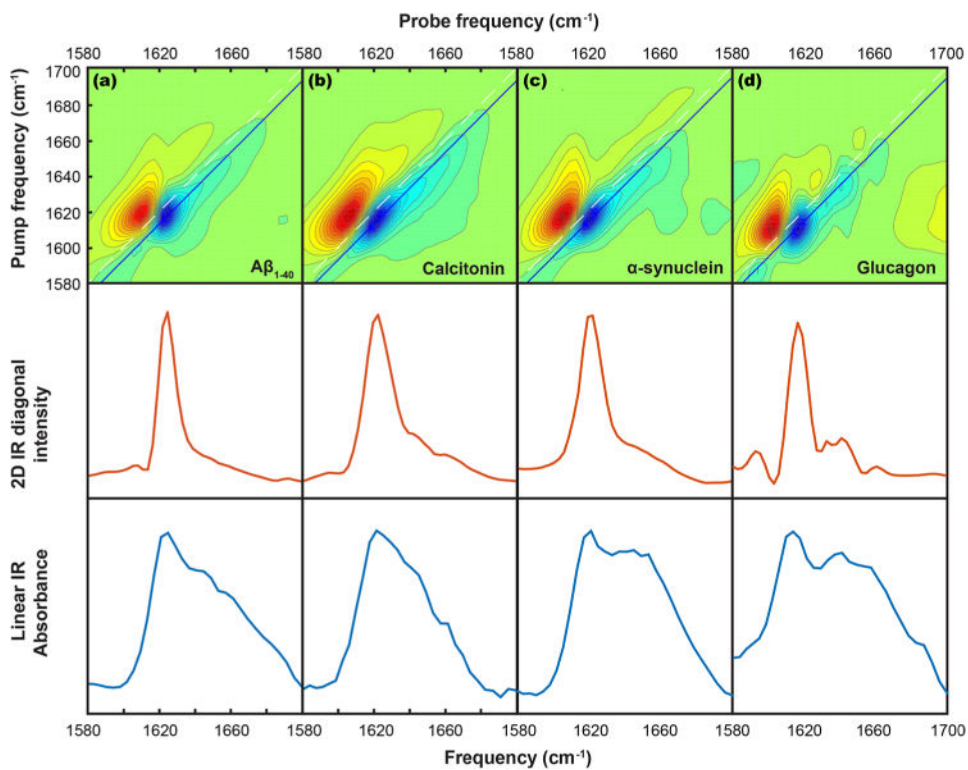 Probe frequency (cm⁻¹)
1580 1620 1660 1580 1620 1660 1580 1620 1660 1580 1620 1660 1700
Pump frequency (cm⁻¹)
1700
1680
1660
1640
1620
1600
1580
(a) (b) (c) (d)
Aβ₁₋₄₀ Calcitonin α-synuclein Glucagon
2D IR diagonal
intensity
Linear IR
Absorbance
1580 1620 1660 1580 1620 1660 1580 1620 1660 1580 1620 1660 1700
Frequency (cm⁻¹)